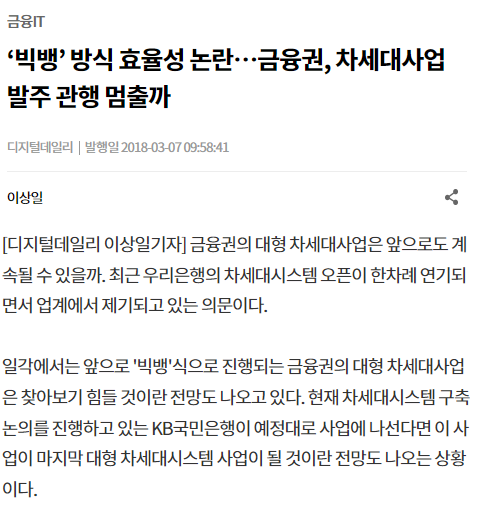 금융IT
‘빅뱅’ 방식 효율성 논란…금융권, 차세대사업
발주 관행 멈출까
디지털데일리 | 발행일 2018-03-07 09:58:41
이상일
[디지털데일리 이상일기자] 금융권의 대형 차세대사업은 앞으로도 계
속될 수 있을까. 최근 우리은행의 차세대시스템 오픈이 한차례 연기되
면서 업계에서 제기되고 있는 의문이다.
일각에서는 앞으로 '빅뱅'식으로 진행되는 금융권의 대형 차세대사업
은 찾아보기 힘들 것이란 전망도 나오고 있다. 현재 차세대시스템 구축
논의를 진행하고 있는 KB국민은행이 예정대로 사업에 나선다면 이 사
업이 마지막 대형 차세대시스템 사업이 될 것이란 전망도 나오는 상황
이다.